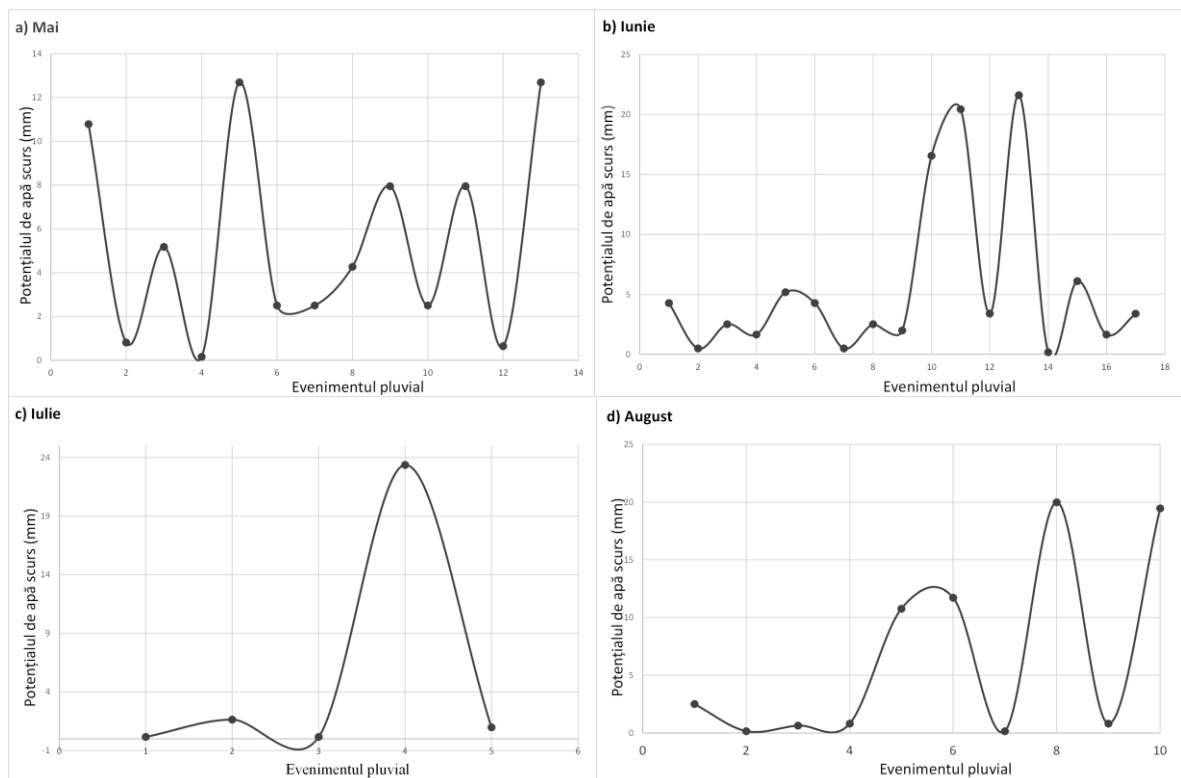 a) Mai
Potențialul de apă scurs (mm)
14
12
10
8
6
4
2
0
0 2 4 6 8 10 12 14
Evenimentul pluvial
b) Iunie
Potențialul de apă scurs (mm)
25
20
15
10
5
0
0 2 4 6 8 10 12 14 16 18
Evenimentul pluvial
c) Iulie
Potențialul de apă scurs (mm)
24
19
14
9
4
-1
0 1 2 3 4 5 6
Evenimentul pluvial
d) August
Potențialul de apă scurs (mm)
25
20
15
10
5
0
0 2 4 6 8 10
Evenimentul pluvial